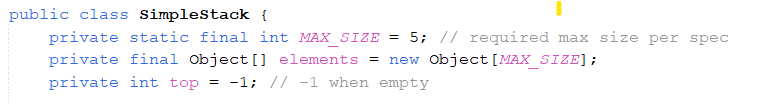 public class SimpleStack {
    private static final int MAX_SIZE = 5; // required max size per spec
    private final Object[] elements = new Object[MAX_SIZE];
    private int top = -1; // -1 when empty